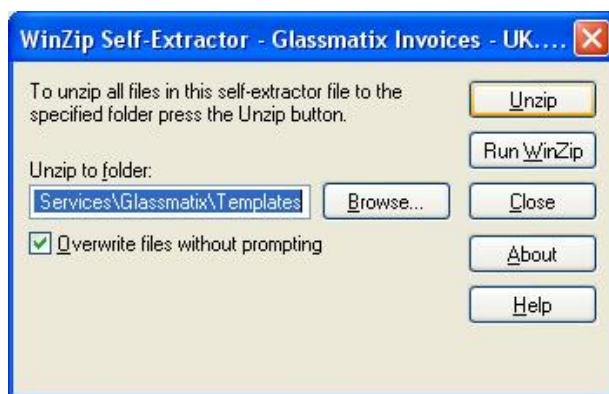 WinZip Self-Extractor - Glassmatix Invoices - UK....
To unzip all files in this self-extractor file to the
specified folder press the Unzip button.
Unzip to folder:
Services\Glassmatix\Templates
Browse...
Overwrite files without prompting
Unzip
Run WinZip
Close
About
Help